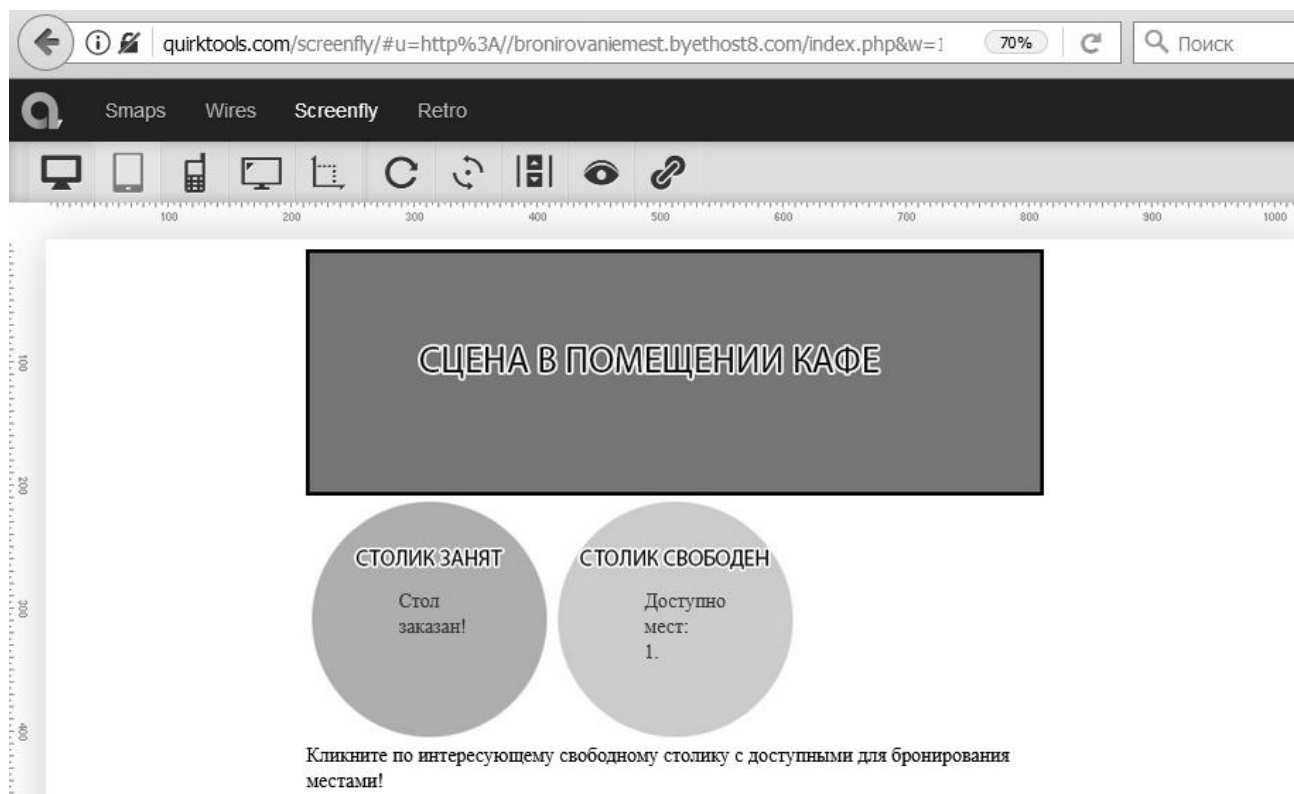 quirktools.com/screenfly/#u=http%3A//bronirovaniemest.byethost8.com/index.php&w=1 70% Поиск
Smaps Wires Screenfly Retro
100 200 300 400 500 600 700 800 900 1000
100
200
300
400
СЦЕНА В ПОМЕЩЕНИИ КАФЕ
СТОЛИК ЗАНЯТ
Стол
заказан!
СТОЛИК СВОБОДЕН
Доступно
мест:
1.
Кликните по интересующему свободному столику с доступными для бронирования
местами!